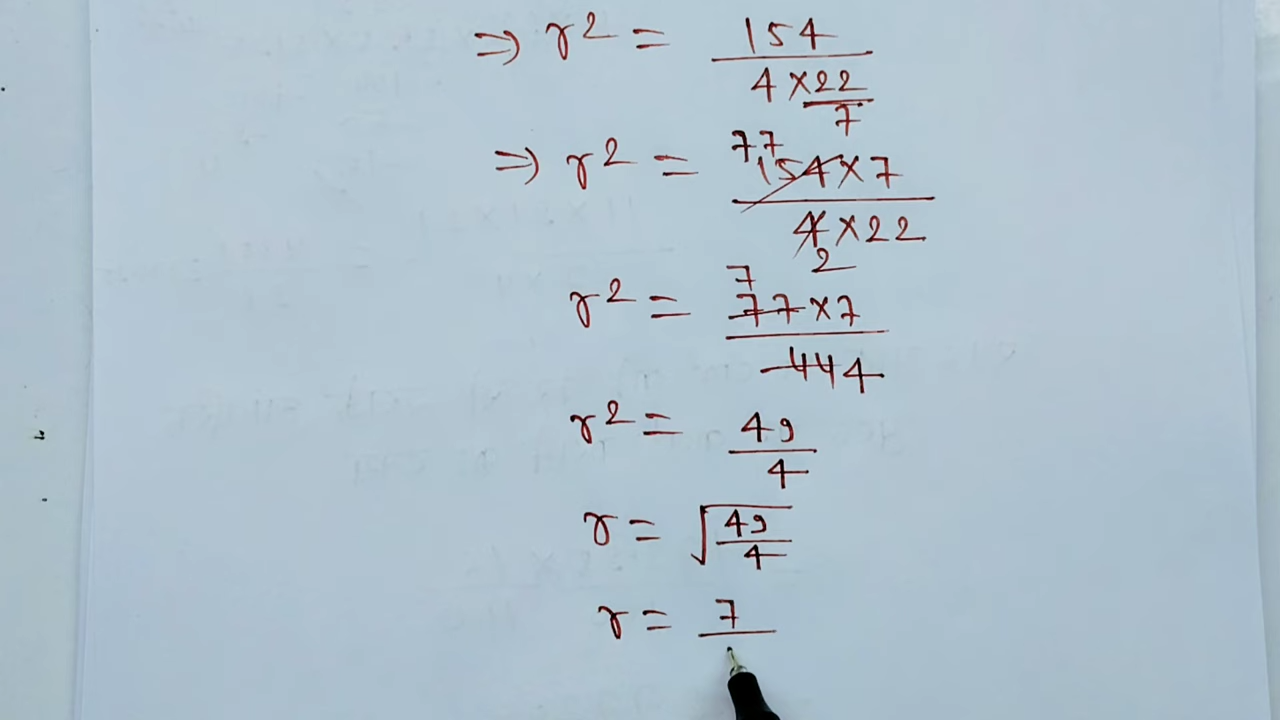 ⇒ r² = 154 / (4 × 22/7)
⇒ r² = 77 154 × 7 / (4 × 22) 2
r² = 7 77 × 7 / 44 4
r² = 49/4
r = √(49/4)
r = 7/